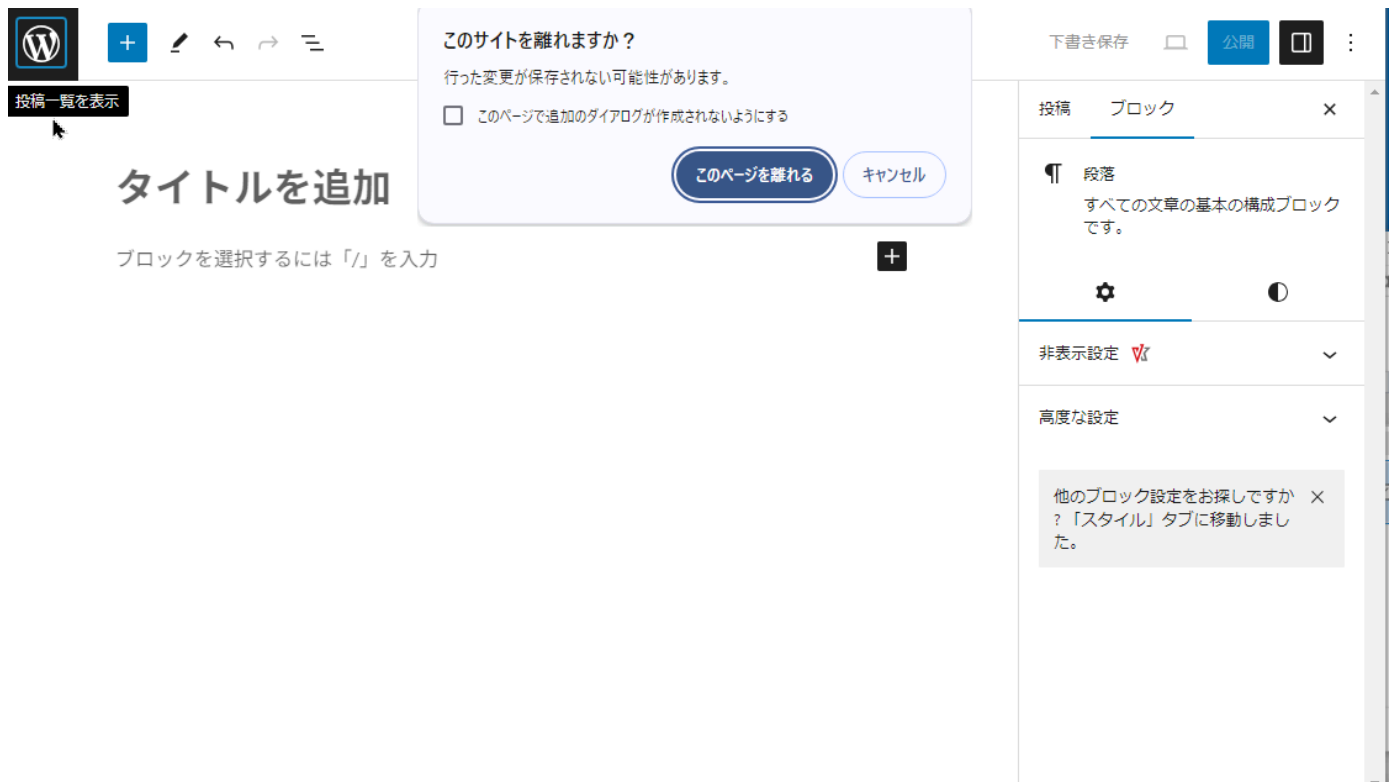 下書き保存
公開
投稿一覧を表示
このサイトを離れますか？
行った変更が保存されない可能性があります。
このページで追加のダイアログが作成されないようにする
このページを離れる
キャンセル
タイトルを追加
ブロックを選択するには「/」を入力
投稿
ブロック
段落
すべての文章の基本の構成ブロック
です。
非表示設定
高度な設定
他のブロック設定をお探しですか
? 「スタイル」タブに移動しまし
た。